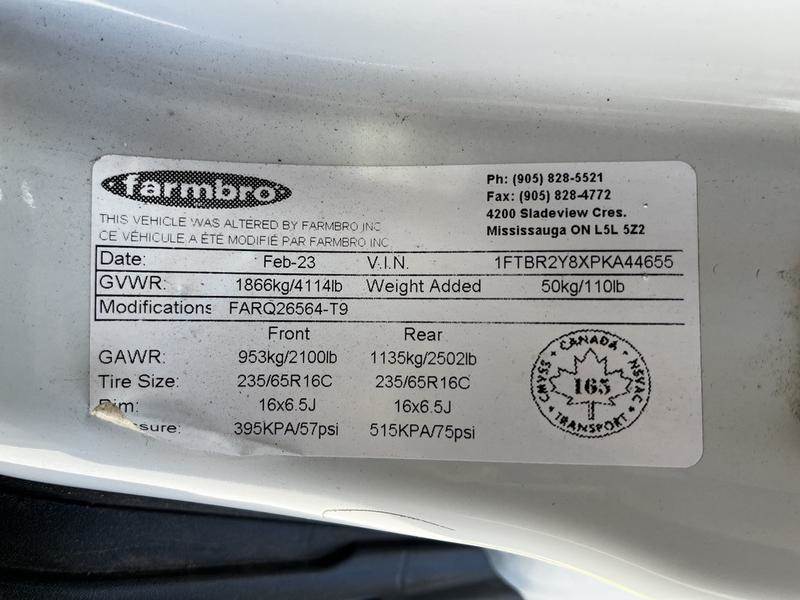 farmbro
Ph: (905) 828-5521
Fax: (905) 828-4772
4200 Sladeview Cres.
Mississauga ON L5L 5Z2
THIS VEHICLE WAS ALTERED BY FARMBRO INC
CE VÉHICULE A ÉTÉ MODIFIÉ PAR FARMBRO INC
Date: Feb-23 V.I.N. 1FTBR2Y8XPKA44655
GVWR: 1866kg/4114lb Weight Added 50kg/110lb
Modifications FARQ26564-T9
Front Rear
GAWR: 953kg/2100lb 1135kg/2502lb
Tire Size: 235/65R16C 235/65R16C
Rim: 16x6.5J 16x6.5J
sure: 395KPA/57psi 515KPA/75psi
CANADA
CMVSS 165 NSVAC
TRANSPORT